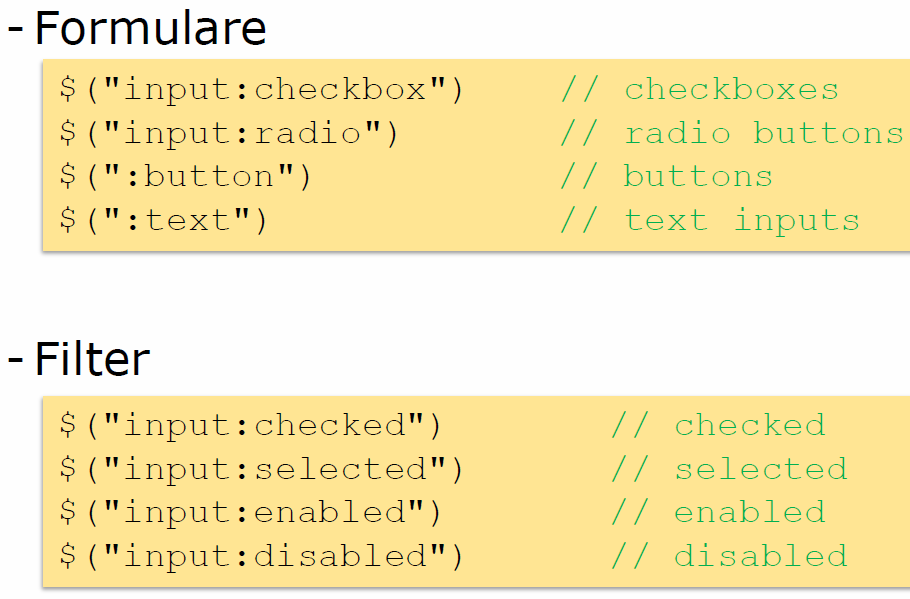 - Formulare
$("input:checkbox") // checkboxes
$("input:radio") // radio buttons
$(":button") // buttons
$(":text") // text inputs
- Filter
$("input:checked") // checked
$("input:selected") // selected
$("input:enabled") // enabled
$("input:disabled") // disabled